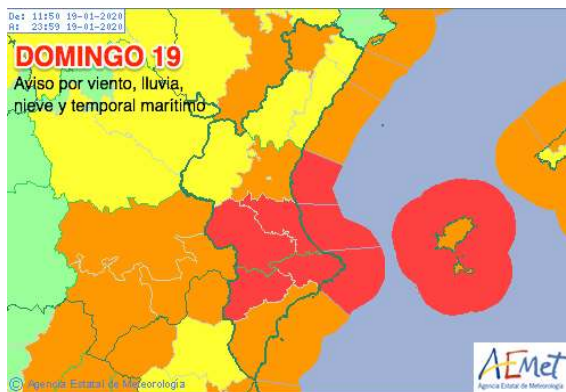 De: 11:50 19-01-2020
A: 23:59 19-01-2020
DOMINGO 19
Aviso por viento, lluvia,
nieve y temporal marítimo
© Agencia Estatal de Meteorología
AEMet
Agencia Estatal de Meteorología